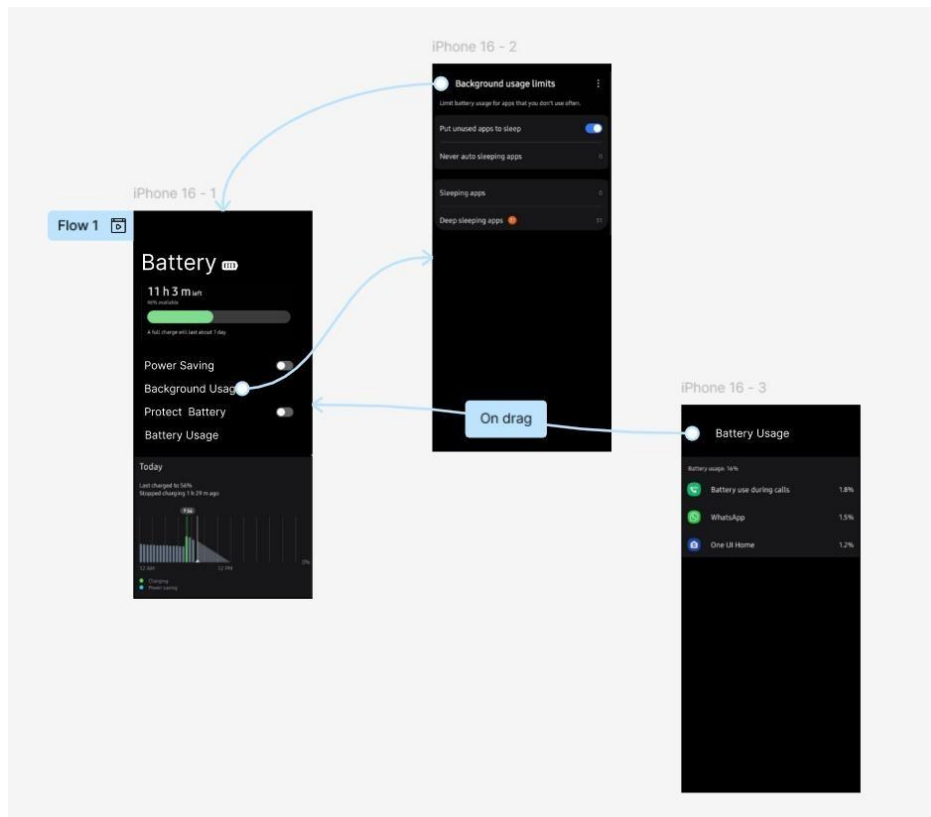 iPhone 16 - 2
Background usage limits
Limit battery usage for apps that you don't use often.
Put unused apps to sleep
Never auto sleeping apps 0
Sleeping apps 0
Deep sleeping apps 31
iPhone 16 - 1
Flow 1
Battery
11 h 3 m left
A full charge will last about 1 day
Power Saving
Background Usag
Protect Battery
Battery Usage
Today
Last charged to 56%
Stopped charging 1 h 29 m ago
12 AM 12 PM 0%
Charging
Power saving
On drag
iPhone 16 - 3
Battery Usage
Battery usage: 16%
Battery use during calls 1.8%
WhatsApp 1.5%
One UI Home 1.2%